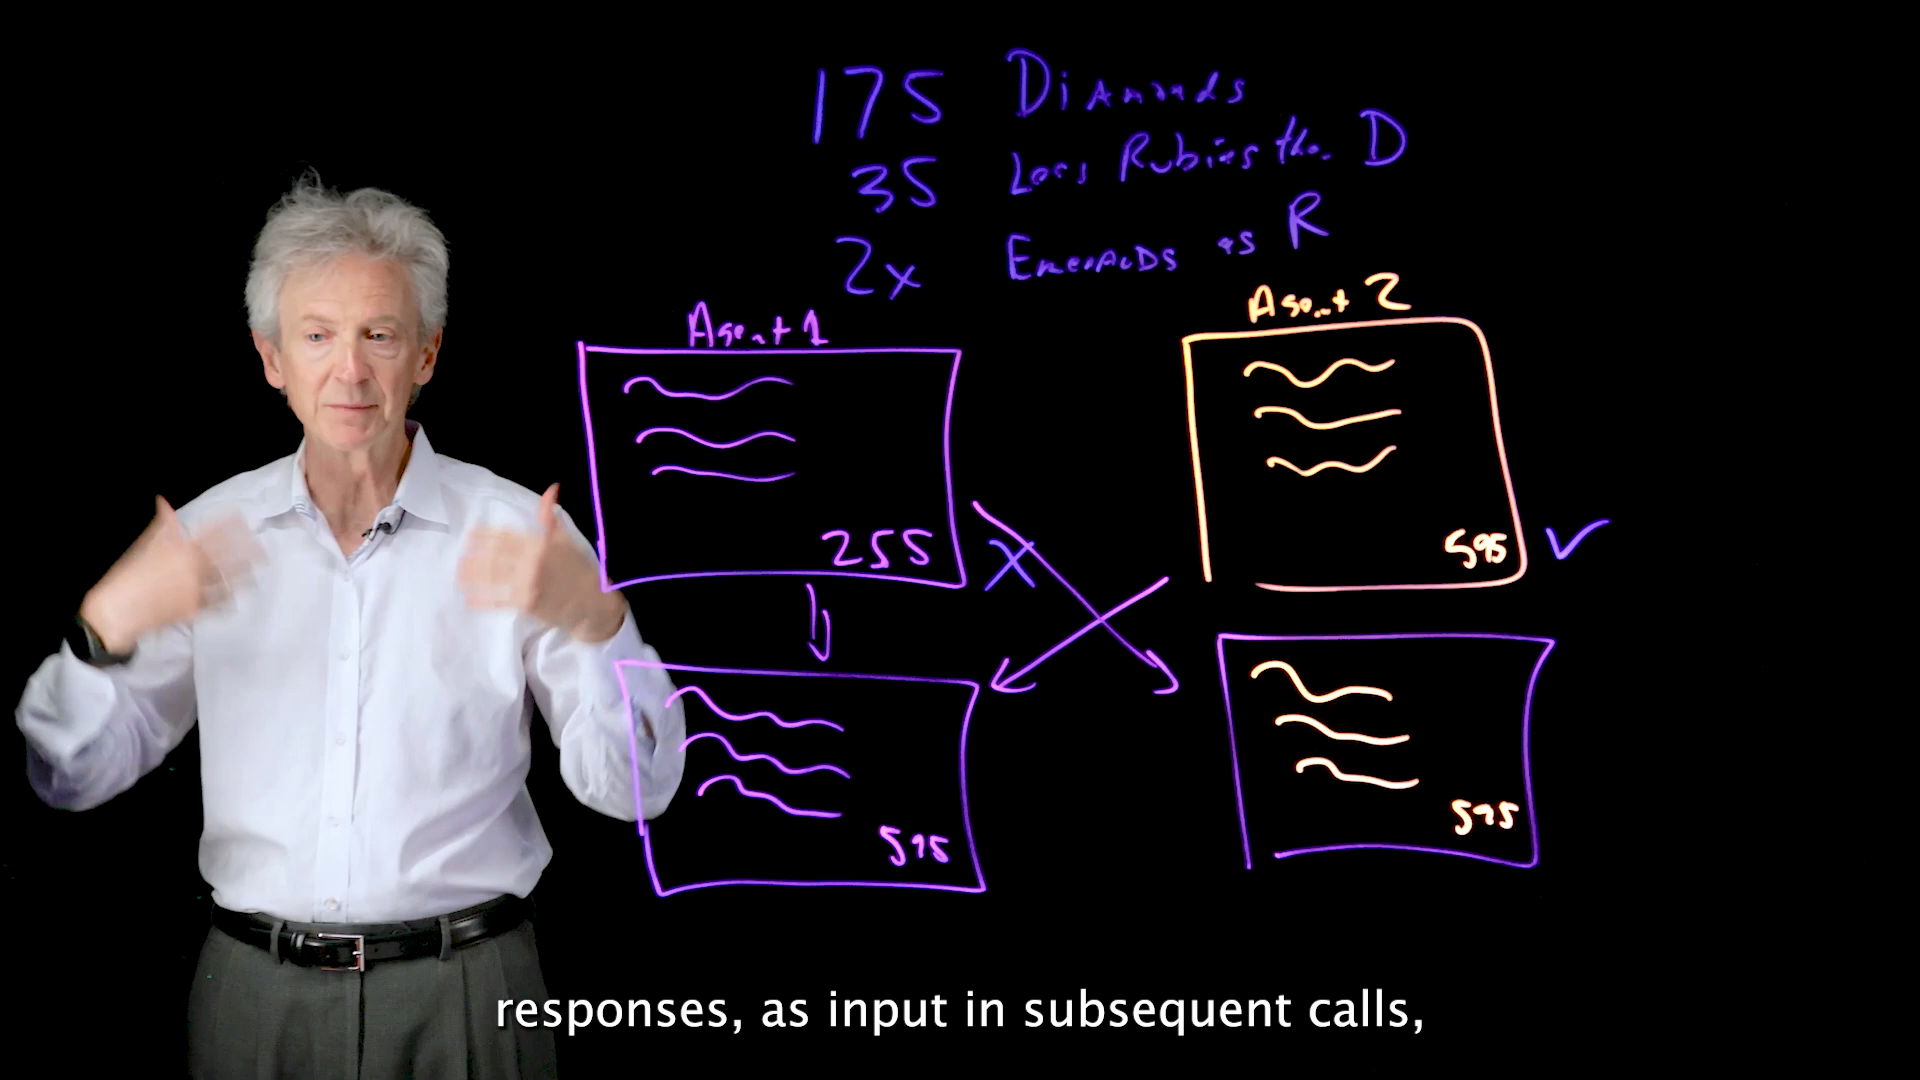 175 Diamonds
35 Less Rubies than D
2x Emeralds as R
Agent 1
Agent 2
255
X
595
595
595
responses, as input in subsequent calls,